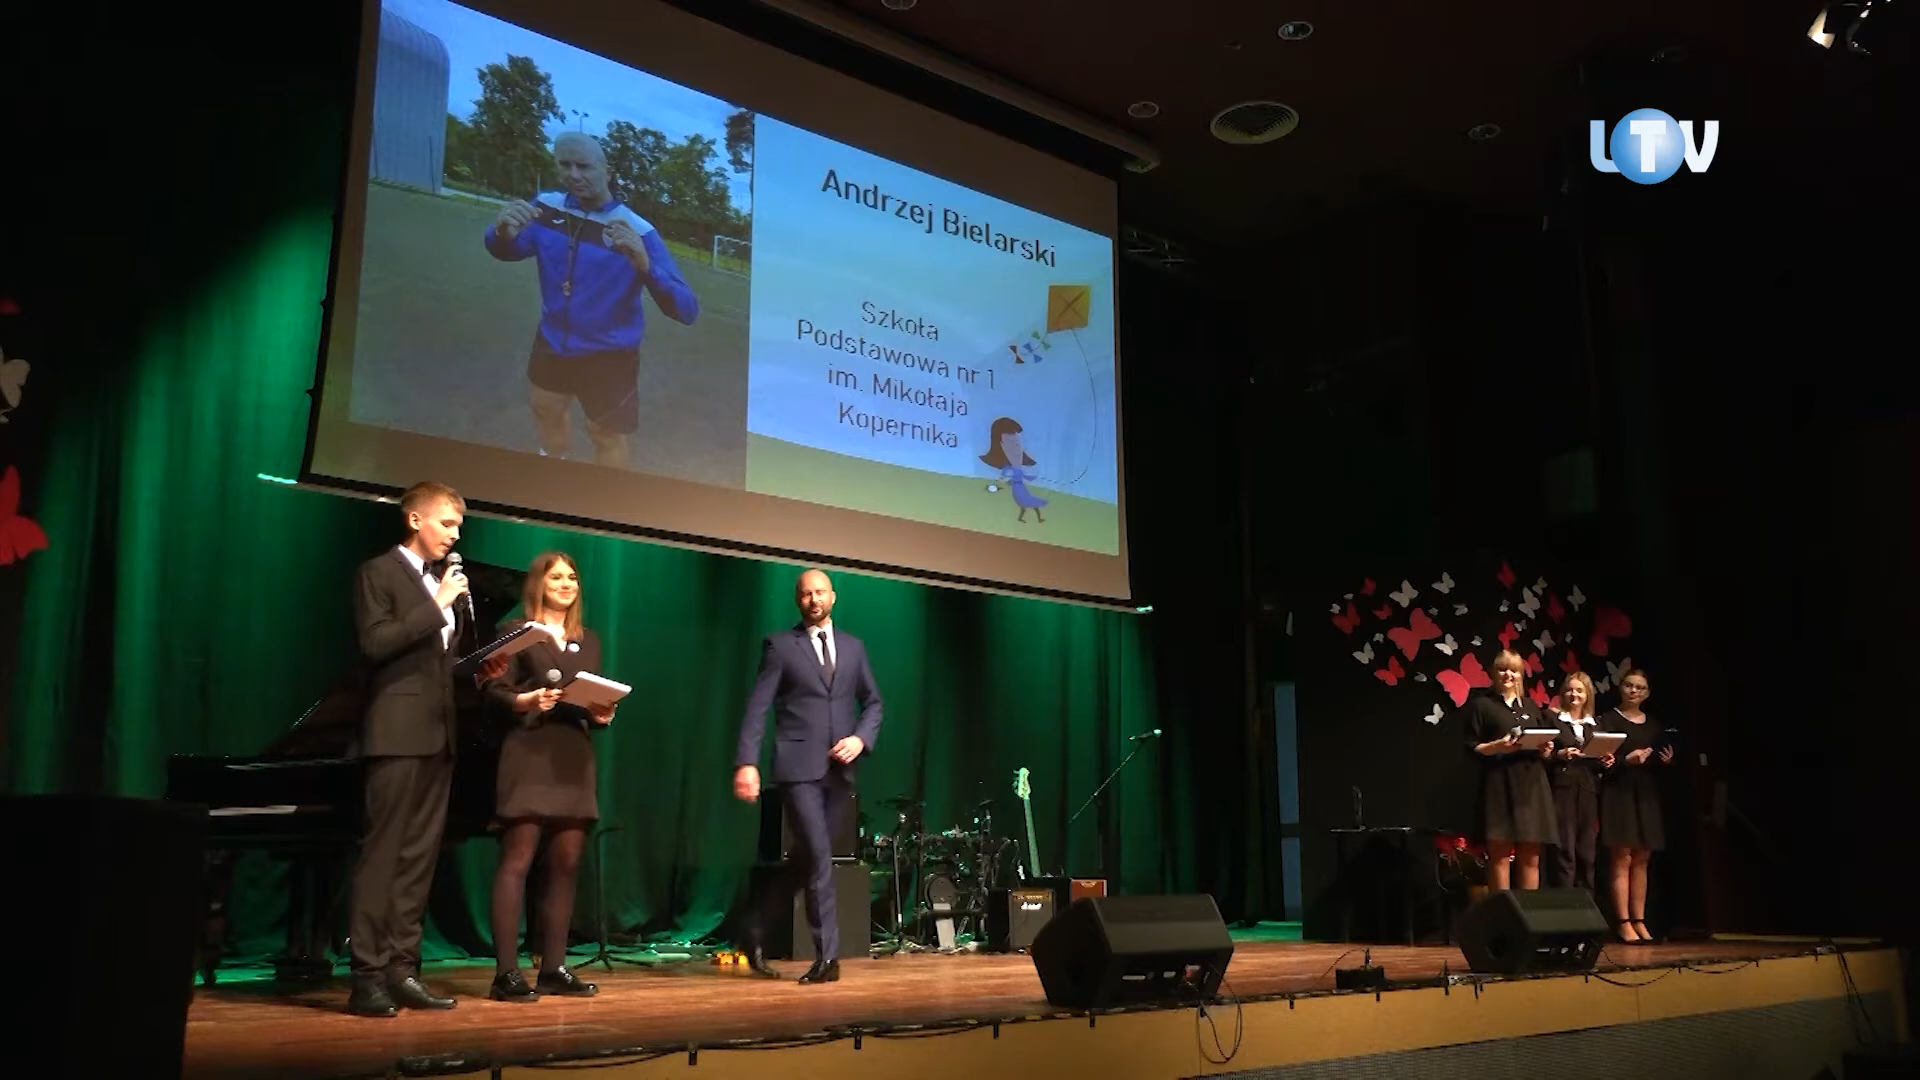 LTV
Andrzej Bielarski
Szkoła
Podstawowa nr 1
im. Mikołaja
Kopernika